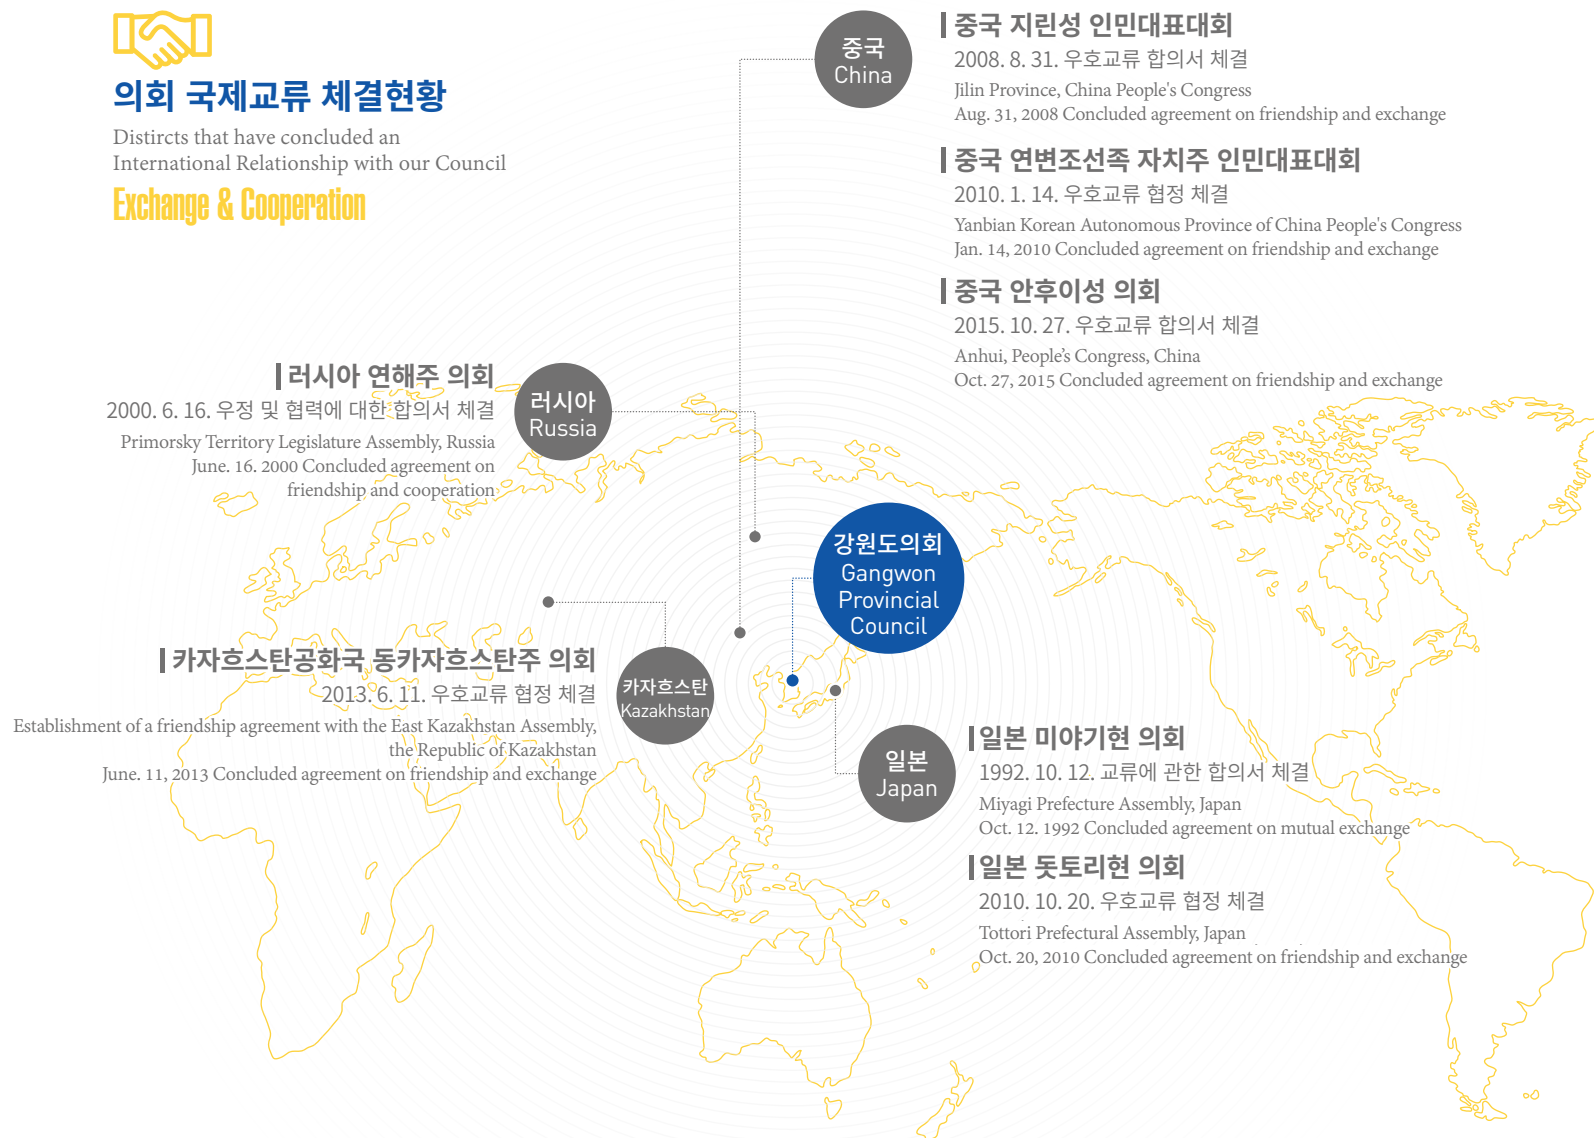 의회 국제교류 체결현황
Distircts that have concluded an
International Relationship with our Council
Exchange & Cooperation
중국
China
중국 지린성 인민대표대회
2008. 8. 31. 우호교류 합의서 체결
Jilin Province, China People's Congress
Aug. 31, 2008 Concluded agreement on friendship and exchange
중국 연변조선족 자치주 인민대표대회
2010. 1. 14. 우호교류 협정 체결
Yanbian Korean Autonomous Province of China People's Congress
Jan. 14, 2010 Concluded agreement on friendship and exchange
중국 안후이성 의회
2015. 10. 27. 우호교류 합의서 체결
Anhui, People’s Congress, China
Oct. 27, 2015 Concluded agreement on friendship and exchange
러시아 연해주 의회
2000. 6. 16. 우정 및 협력에 대한 합의서 체결
Primorsky Territory Legislature Assembly, Russia
June. 16. 2000 Concluded agreement on
friendship and cooperation
러시아
Russia
강원도의회
Gangwon
Provincial
Council
카자흐스탄공화국 동카자흐스탄주 의회
2013. 6. 11. 우호교류 협정 체결
Establishment of a friendship agreement with the East Kazakhstan Assembly,
the Republic of Kazakhstan
June. 11, 2013 Concluded agreement on friendship and exchange
카자흐스탄
Kazakhstan
일본
Japan
일본 미야기현 의회
1992. 10. 12. 교류에 관한 합의서 체결
Miyagi Prefecture Assembly, Japan
Oct. 12. 1992 Concluded agreement on mutual exchange
일본 돗토리현 의회
2010. 10. 20. 우호교류 협정 체결
Tottori Prefectural Assembly, Japan
Oct. 20, 2010 Concluded agreement on friendship and exchange